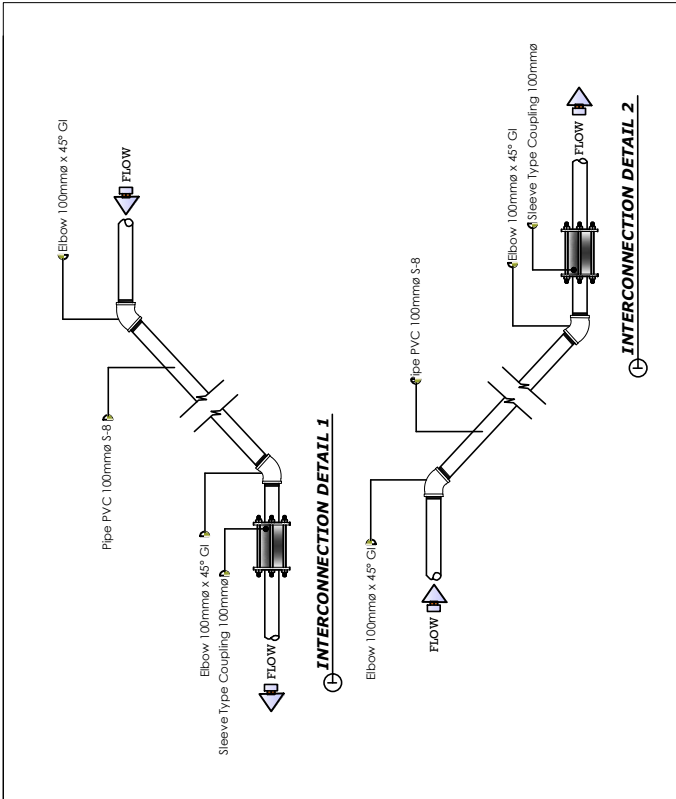 Elbow 100mmø x 45° GI
FLOW
Pipe PVC 100mmø S-8
Elbow 100mmø x 45° GI
Sleeve Type Coupling 100mmø
FLOW
INTERCONNECTION DETAIL 1
Elbow 100mmø x 45° GI
FLOW
Pipe PVC 100mmø S-8
Elbow 100mmø x 45° GI
Sleeve Type Coupling 100mmø
FLOW
INTERCONNECTION DETAIL 2